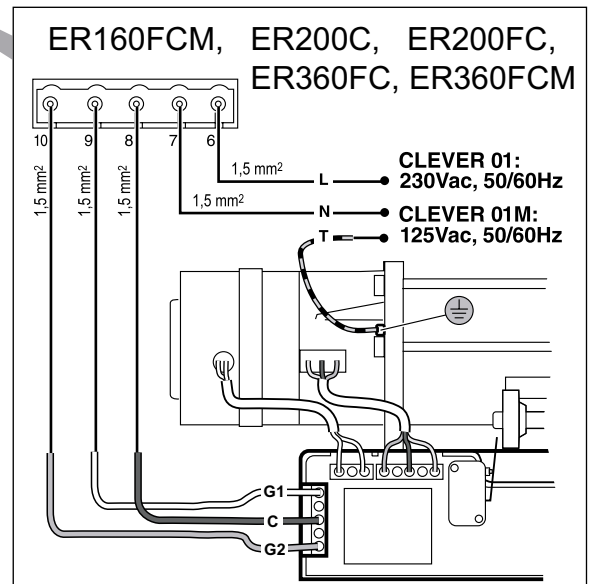 ER160FCM, ER200C, ER200FC,
ER360FC, ER360FCM
10 9 8 7 6
1,5 mm²
1,5 mm²
1,5 mm²
1,5 mm²
1,5 mm²
L
CLEVER 01:
230Vac, 50/60Hz
N
CLEVER 01M:
T
125Vac, 50/60Hz
G1
C
G2